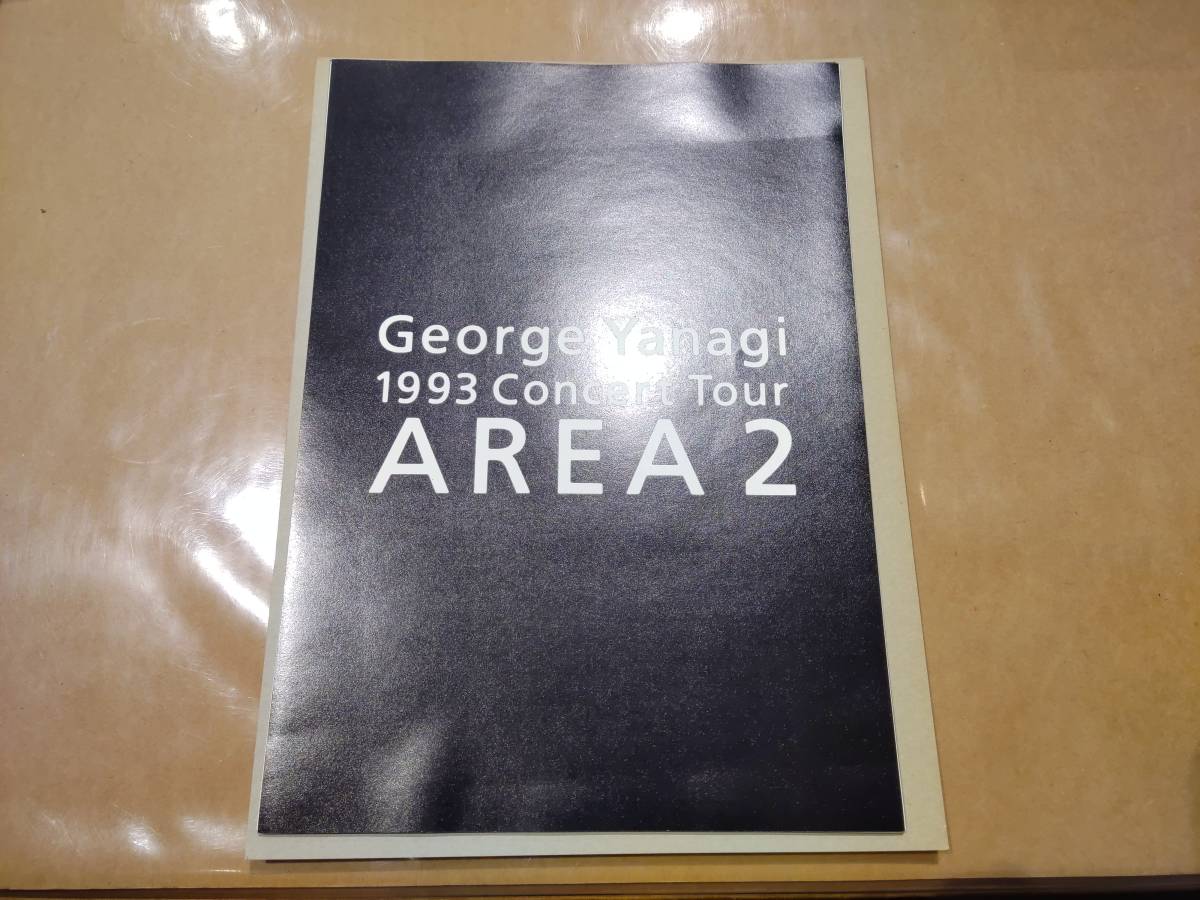 George Yanagi
1993 Concert Tour
AREA 2